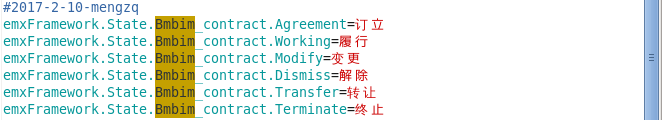 #2017-2-10-mengzq
emxFramework.State.Bmbim_contract.Agreement=订立
emxFramework.State.Bmbim_contract.Working=履行
emxFramework.State.Bmbim_contract.Modify=变更
emxFramework.State.Bmbim_contract.Dismiss=解除
emxFramework.State.Bmbim_contract.Transfer=转让
emxFramework.State.Bmbim_contract.Terminate=终止